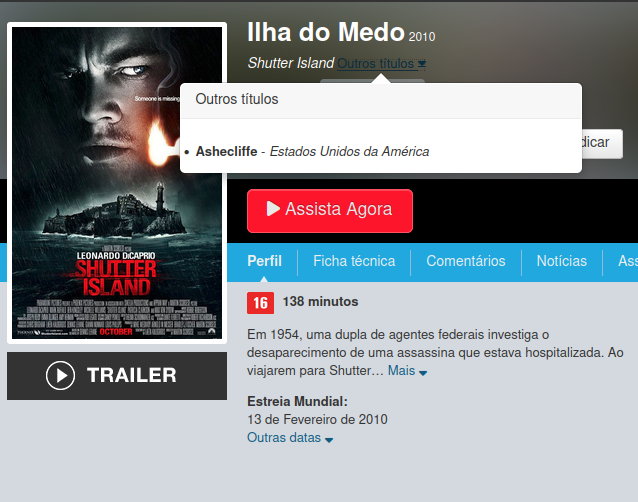 Ilha do Medo 2010
Shutter Island Outros títulos
Outros títulos
Ashecliffe - Estados Unidos da América
dicar
Someone is missing
LEONARDO DiCAPRIO
SHUTTER
ISLAND
OCTOBER
TRAILER
Assista Agora
Perfil Ficha técnica Comentários Notícias Ass
16 138 minutos
Em 1954, uma dupla de agentes federais investiga o
desaparecimento de uma assassina que estava hospitalizada. Ao
viajarem para Shutter… Mais
Estreia Mundial:
13 de Fevereiro de 2010
Outras datas